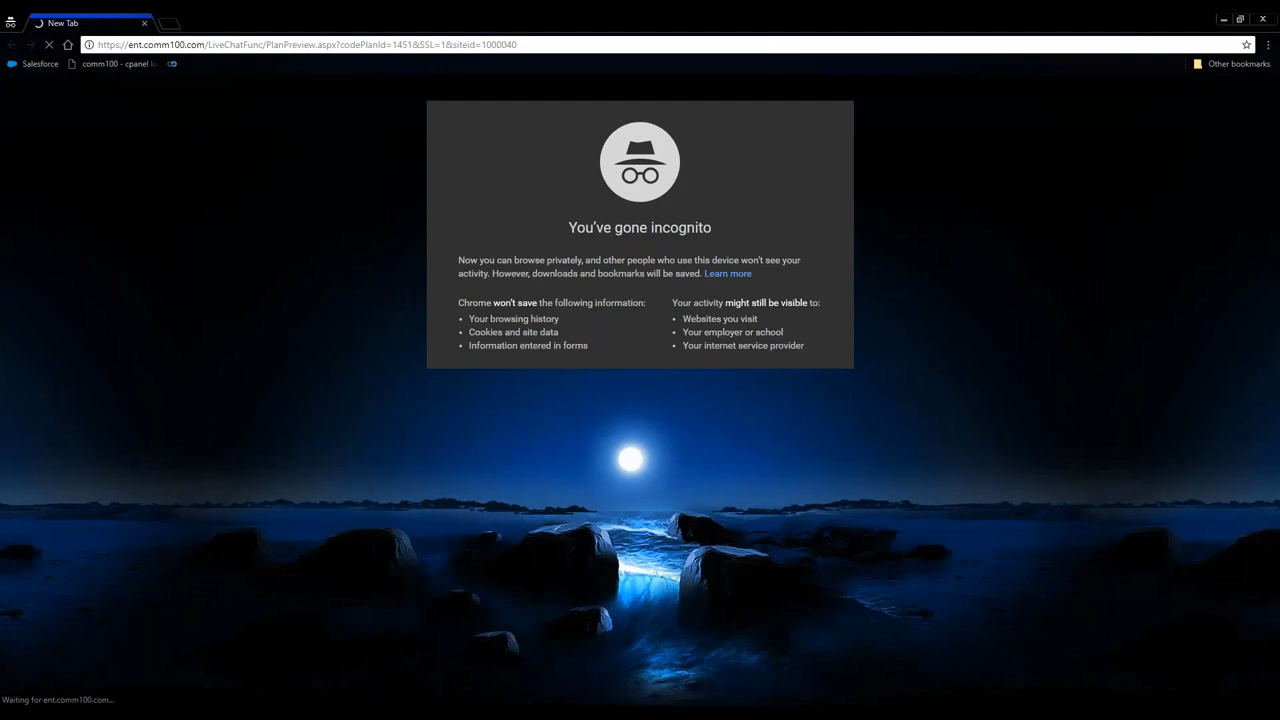 New Tab
https://ent.comm100.com/LiveChatFunc/PlanPreview.aspx?codePlanId=1451&SSL=1&siteid=1000040
Salesforce
comm100 - cpanel
Other bookmarks
You've gone incognito
Now you can browse privately, and other people who use this device won't see your
activity. However, downloads and bookmarks will be saved. Learn more
Chrome won't save the following information:
• Your browsing history
• Cookies and site data
• Information entered in forms
Your activity might still be visible to:
• Websites you visit
• Your employer or school
• Your internet service provider
Waiting for ent.comm100.com...